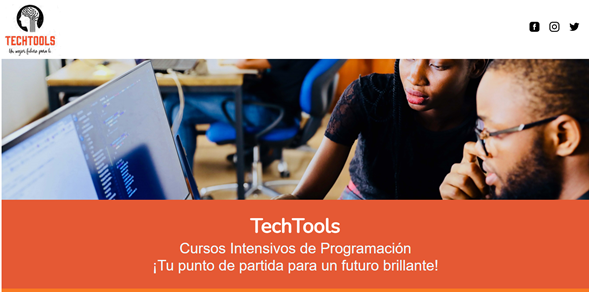 TECHTOOLS
Un mejor futuro para ti
TechTools
Cursos Intensivos de Programación
¡Tu punto de partida para un futuro brillante!